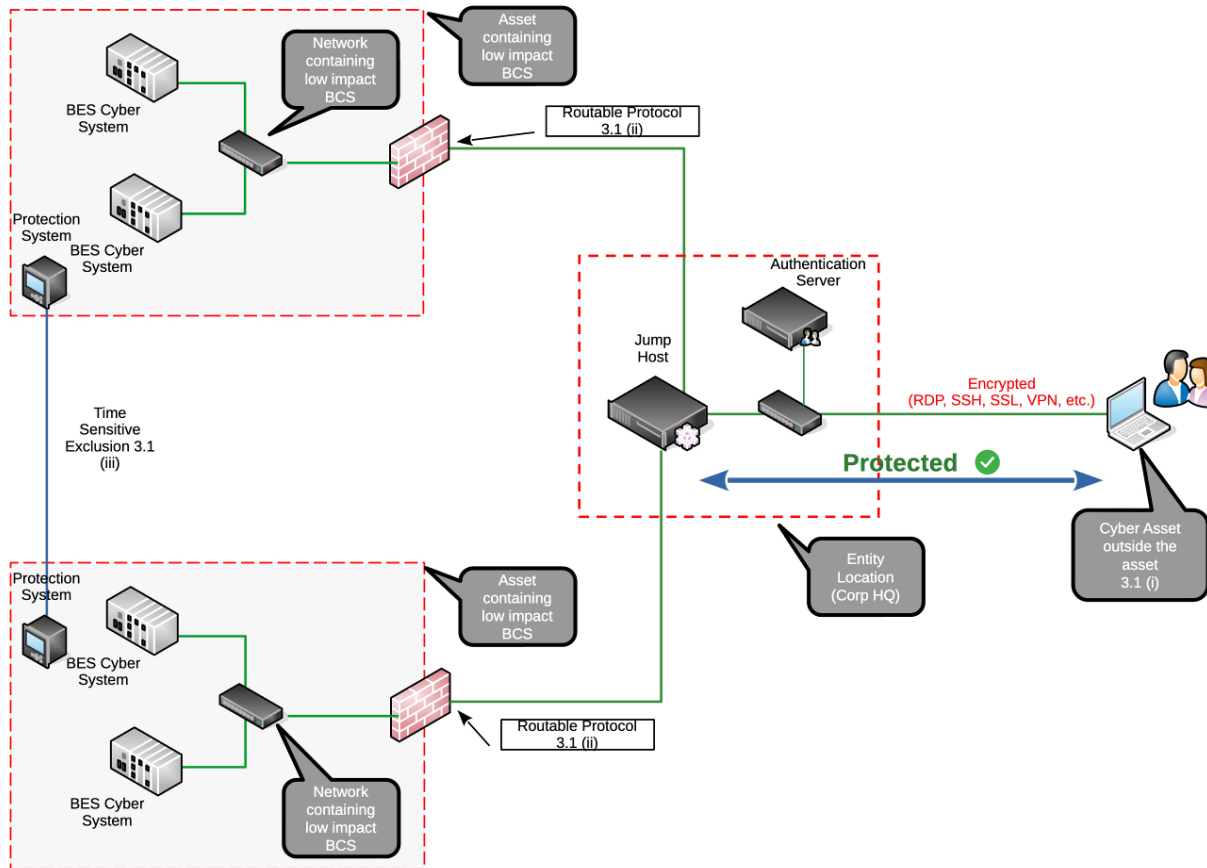 Asset
containing
low impact
BCS
Network
containing
low impact
BCS
BES Cyber
System
Routable Protocol
3.1 (ii)
Protection
System
BES Cyber
System
Authentication
Server
Jump
Host
Encrypted
(RDP, SSH, SSL, VPN, etc.)
Time
Sensitive
Exclusion 3.1
(iii)
Protected
Cyber Asset
outside the
asset
3.1 (i)
Entity
Location
(Corp HQ)
Asset
containing
low impact
BCS
Protection
System
BES Cyber
System
Routable Protocol
3.1 (ii)
BES Cyber
System
Network
containing
low impact
BCS